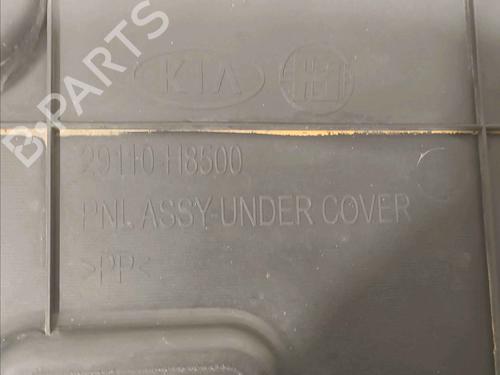 KIA
29110-H8500
PNL ASSY-UNDER COVER
>PP<
B-PARTS